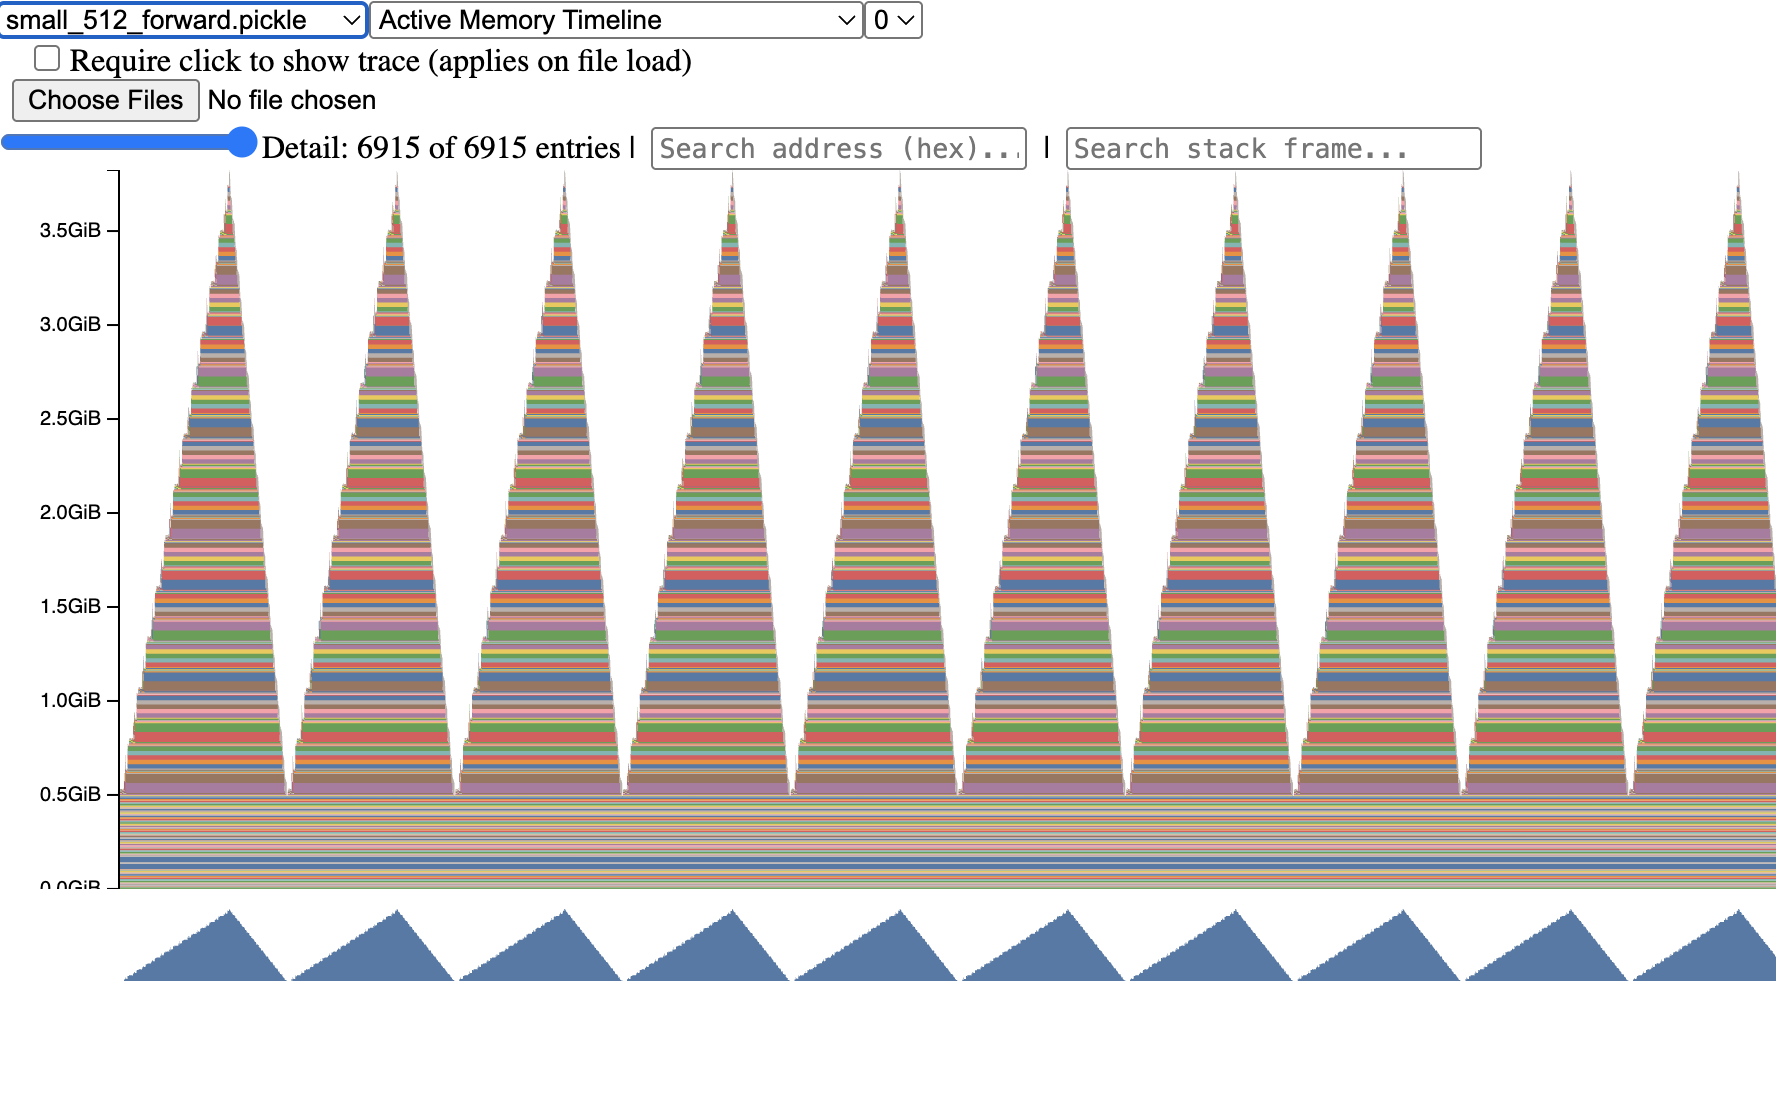 small_512_forward.pickle Active Memory Timeline 0
Require click to show trace (applies on file load)
Choose Files No file chosen
Detail: 6915 of 6915 entries | Search address (hex)... | Search stack frame...
3.5GiB
3.0GiB
2.5GiB
2.0GiB
1.5GiB
1.0GiB
0.5GiB
0.0GiB